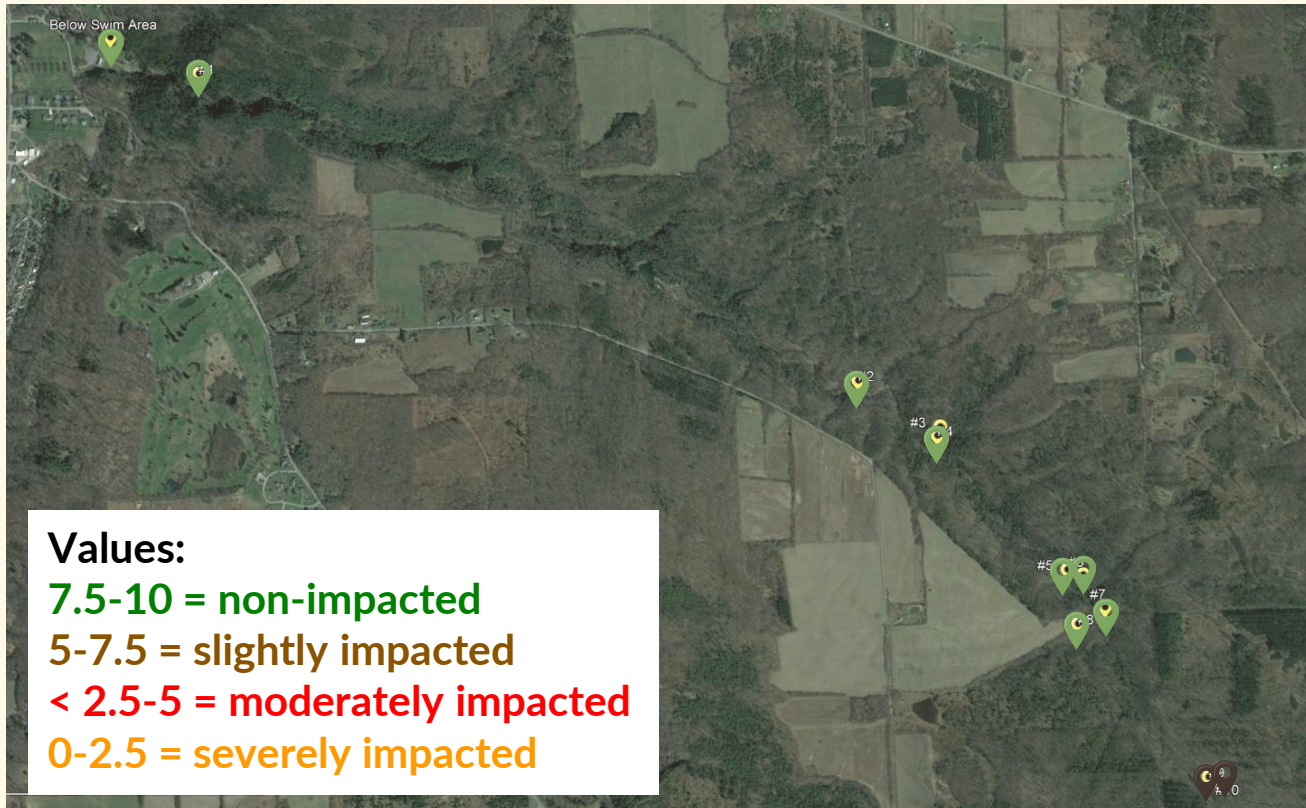 Below Swim Area
#3
#5
#7
Values:
7.5-10 = non-impacted
5-7.5 = slightly impacted
< 2.5-5 = moderately impacted
0-2.5 = severely impacted